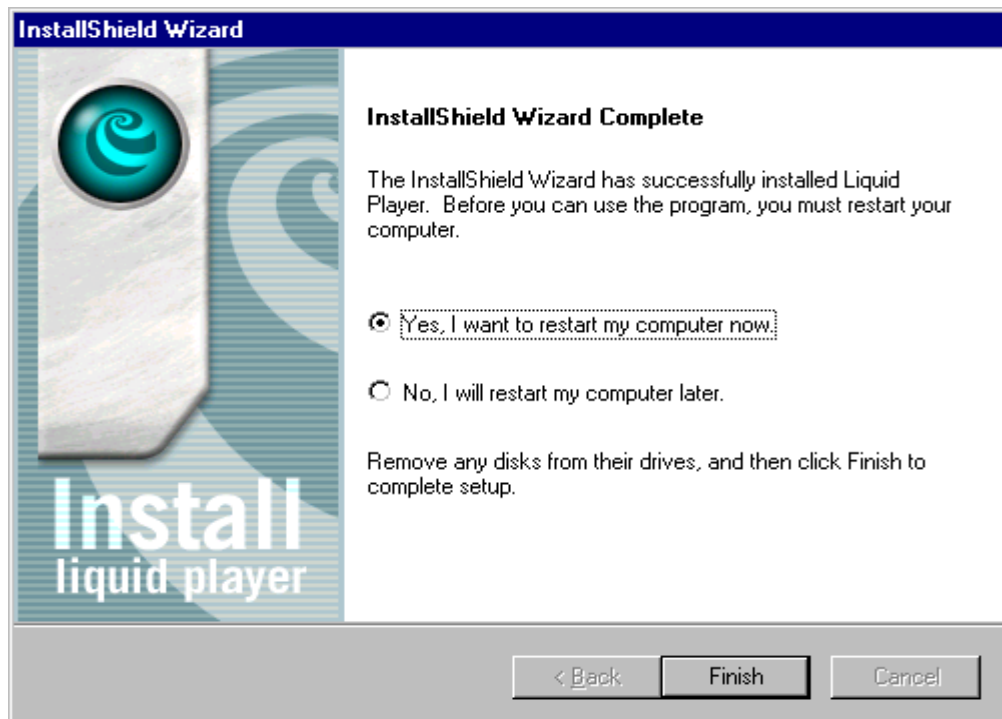 InstallShield Wizard
InstallShield Wizard Complete
The InstallShield Wizard has successfully installed Liquid
Player.  Before you can use the program, you must restart your
computer.
Yes, I want to restart my computer now.
No, I will restart my computer later.
Remove any disks from their drives, and then click Finish to
complete setup.
Install
liquid player
< Back
Finish
Cancel